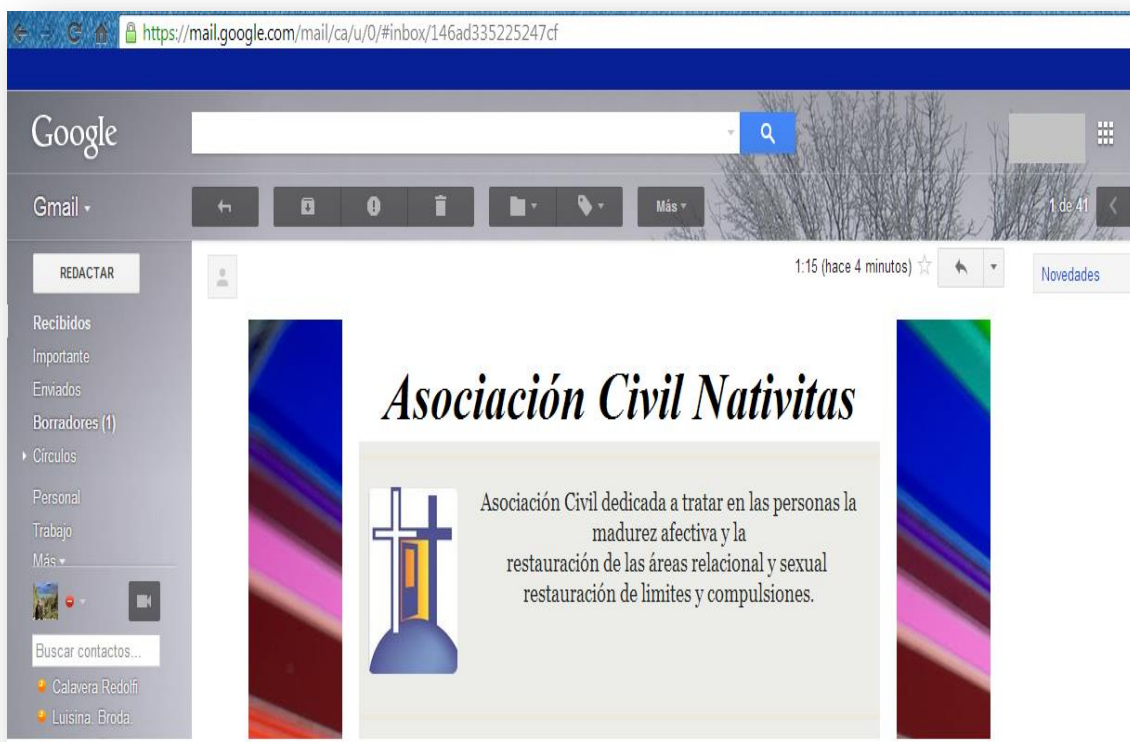 https://mail.google.com/mail/ca/u/0/#inbox/146ad335225247cf
Google
Gmail
Más
1 de 41
REDACTAR
1:15 (hace 4 minutos)
Novedades
Recibidos
Importante
Enviados
Borradores (1)
Círculos
Personal
Trabajo
Más
Buscar contactos...
Calavera Redolfi
Luisina. Broda.
Asociación Civil Nativitas
Asociación Civil dedicada a tratar en las personas la
madurez afectiva y la
restauración de las áreas relacional y sexual
restauración de limites y compulsiones.